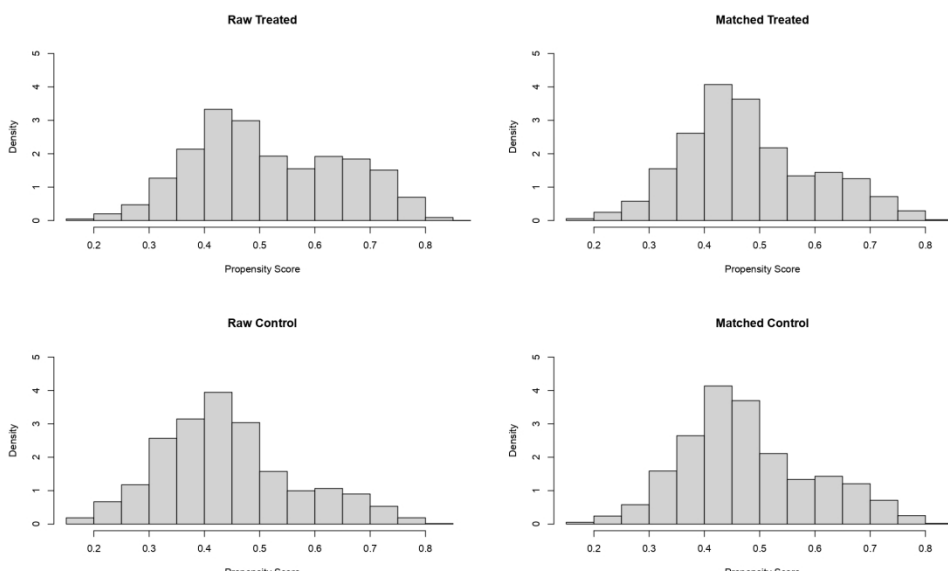 Raw Treated
Density
0 1 2 3 4 5
0.2 0.3 0.4 0.5 0.6 0.7 0.8
Propensity Score
Matched Treated
Density
0 1 2 3 4 5
0.2 0.3 0.4 0.5 0.6 0.7 0.8
Propensity Score
Raw Control
Density
0 1 2 3 4 5
0.2 0.3 0.4 0.5 0.6 0.7 0.8
Propensity Score
Matched Control
Density
0 1 2 3 4 5
0.2 0.3 0.4 0.5 0.6 0.7 0.8
Propensity Score